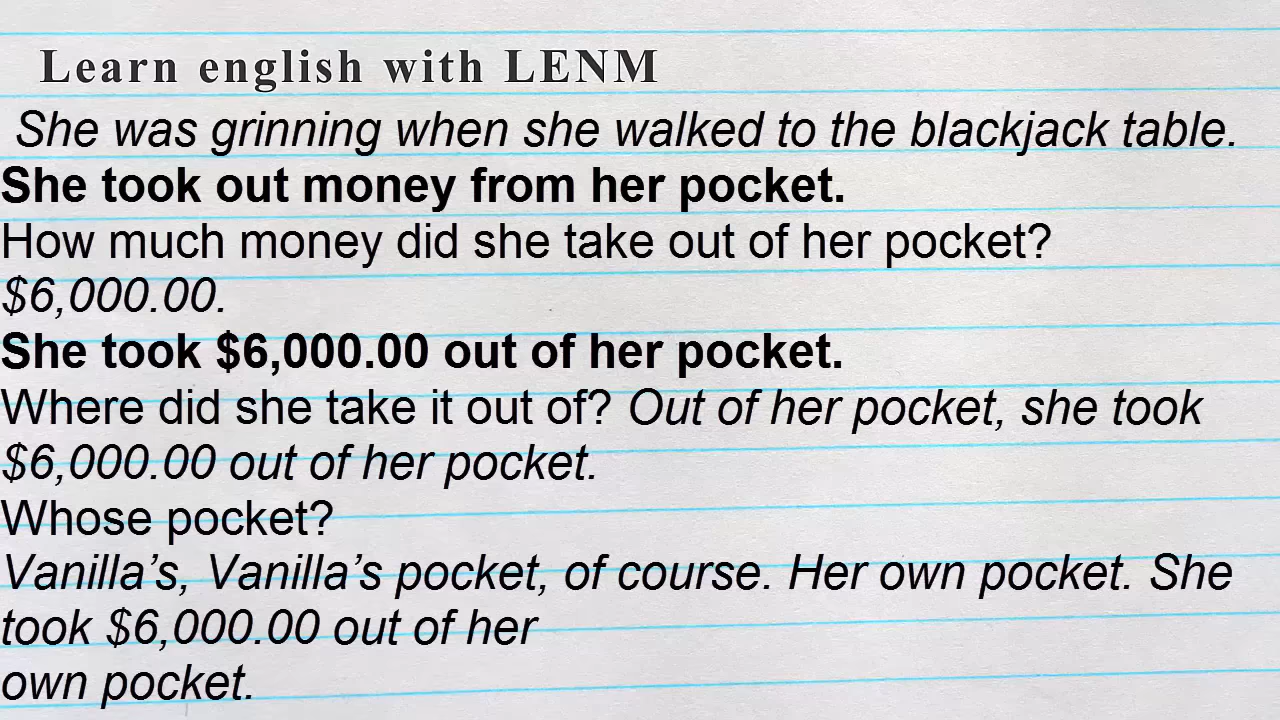 Learn english with LENM
She was grinning when she walked to the blackjack table.
She took out money from her pocket.
How much money did she take out of her pocket?
$6,000.00.
She took $6,000.00 out of her pocket.
Where did she take it out of? Out of her pocket, she took
$6,000.00 out of her pocket.
Whose pocket?
Vanilla’s, Vanilla’s pocket, of course. Her own pocket. She
took $6,000.00 out of her
own pocket.